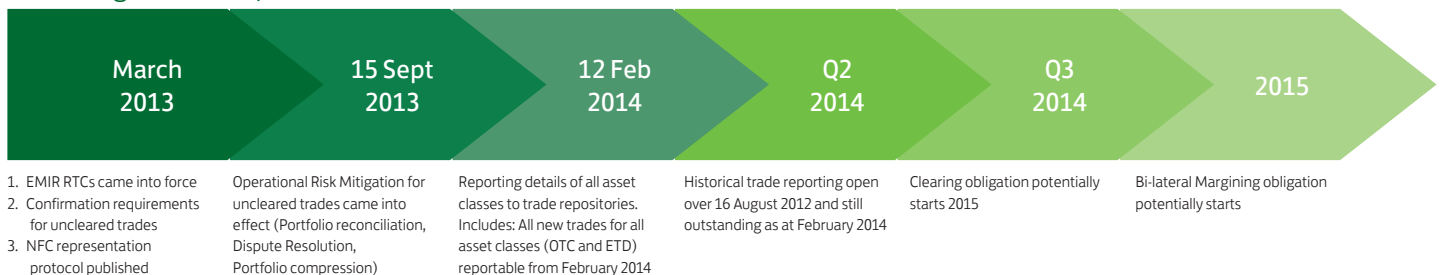 March
2013
15 Sept
2013
12 Feb
2014
Q2
2014
Q3
2014
2015
1. EMIR RTCs came into force
2. Confirmation requirements
for uncleared trades
3. NFC representation
protocol published
Operational Risk Mitigation for
uncleared trades came into
effect (Portfolio reconciliation,
Dispute Resolution,
Portfolio compression)
Reporting details of all asset
classes to trade repositories.
Includes: All new trades for all
asset classes (OTC and ETD)
reportable from February 2014
Historical trade reporting open
over 16 August 2012 and still
outstanding as at February 2014
Clearing obligation potentially
starts 2015
Bi-lateral Margining obligation
potentially starts